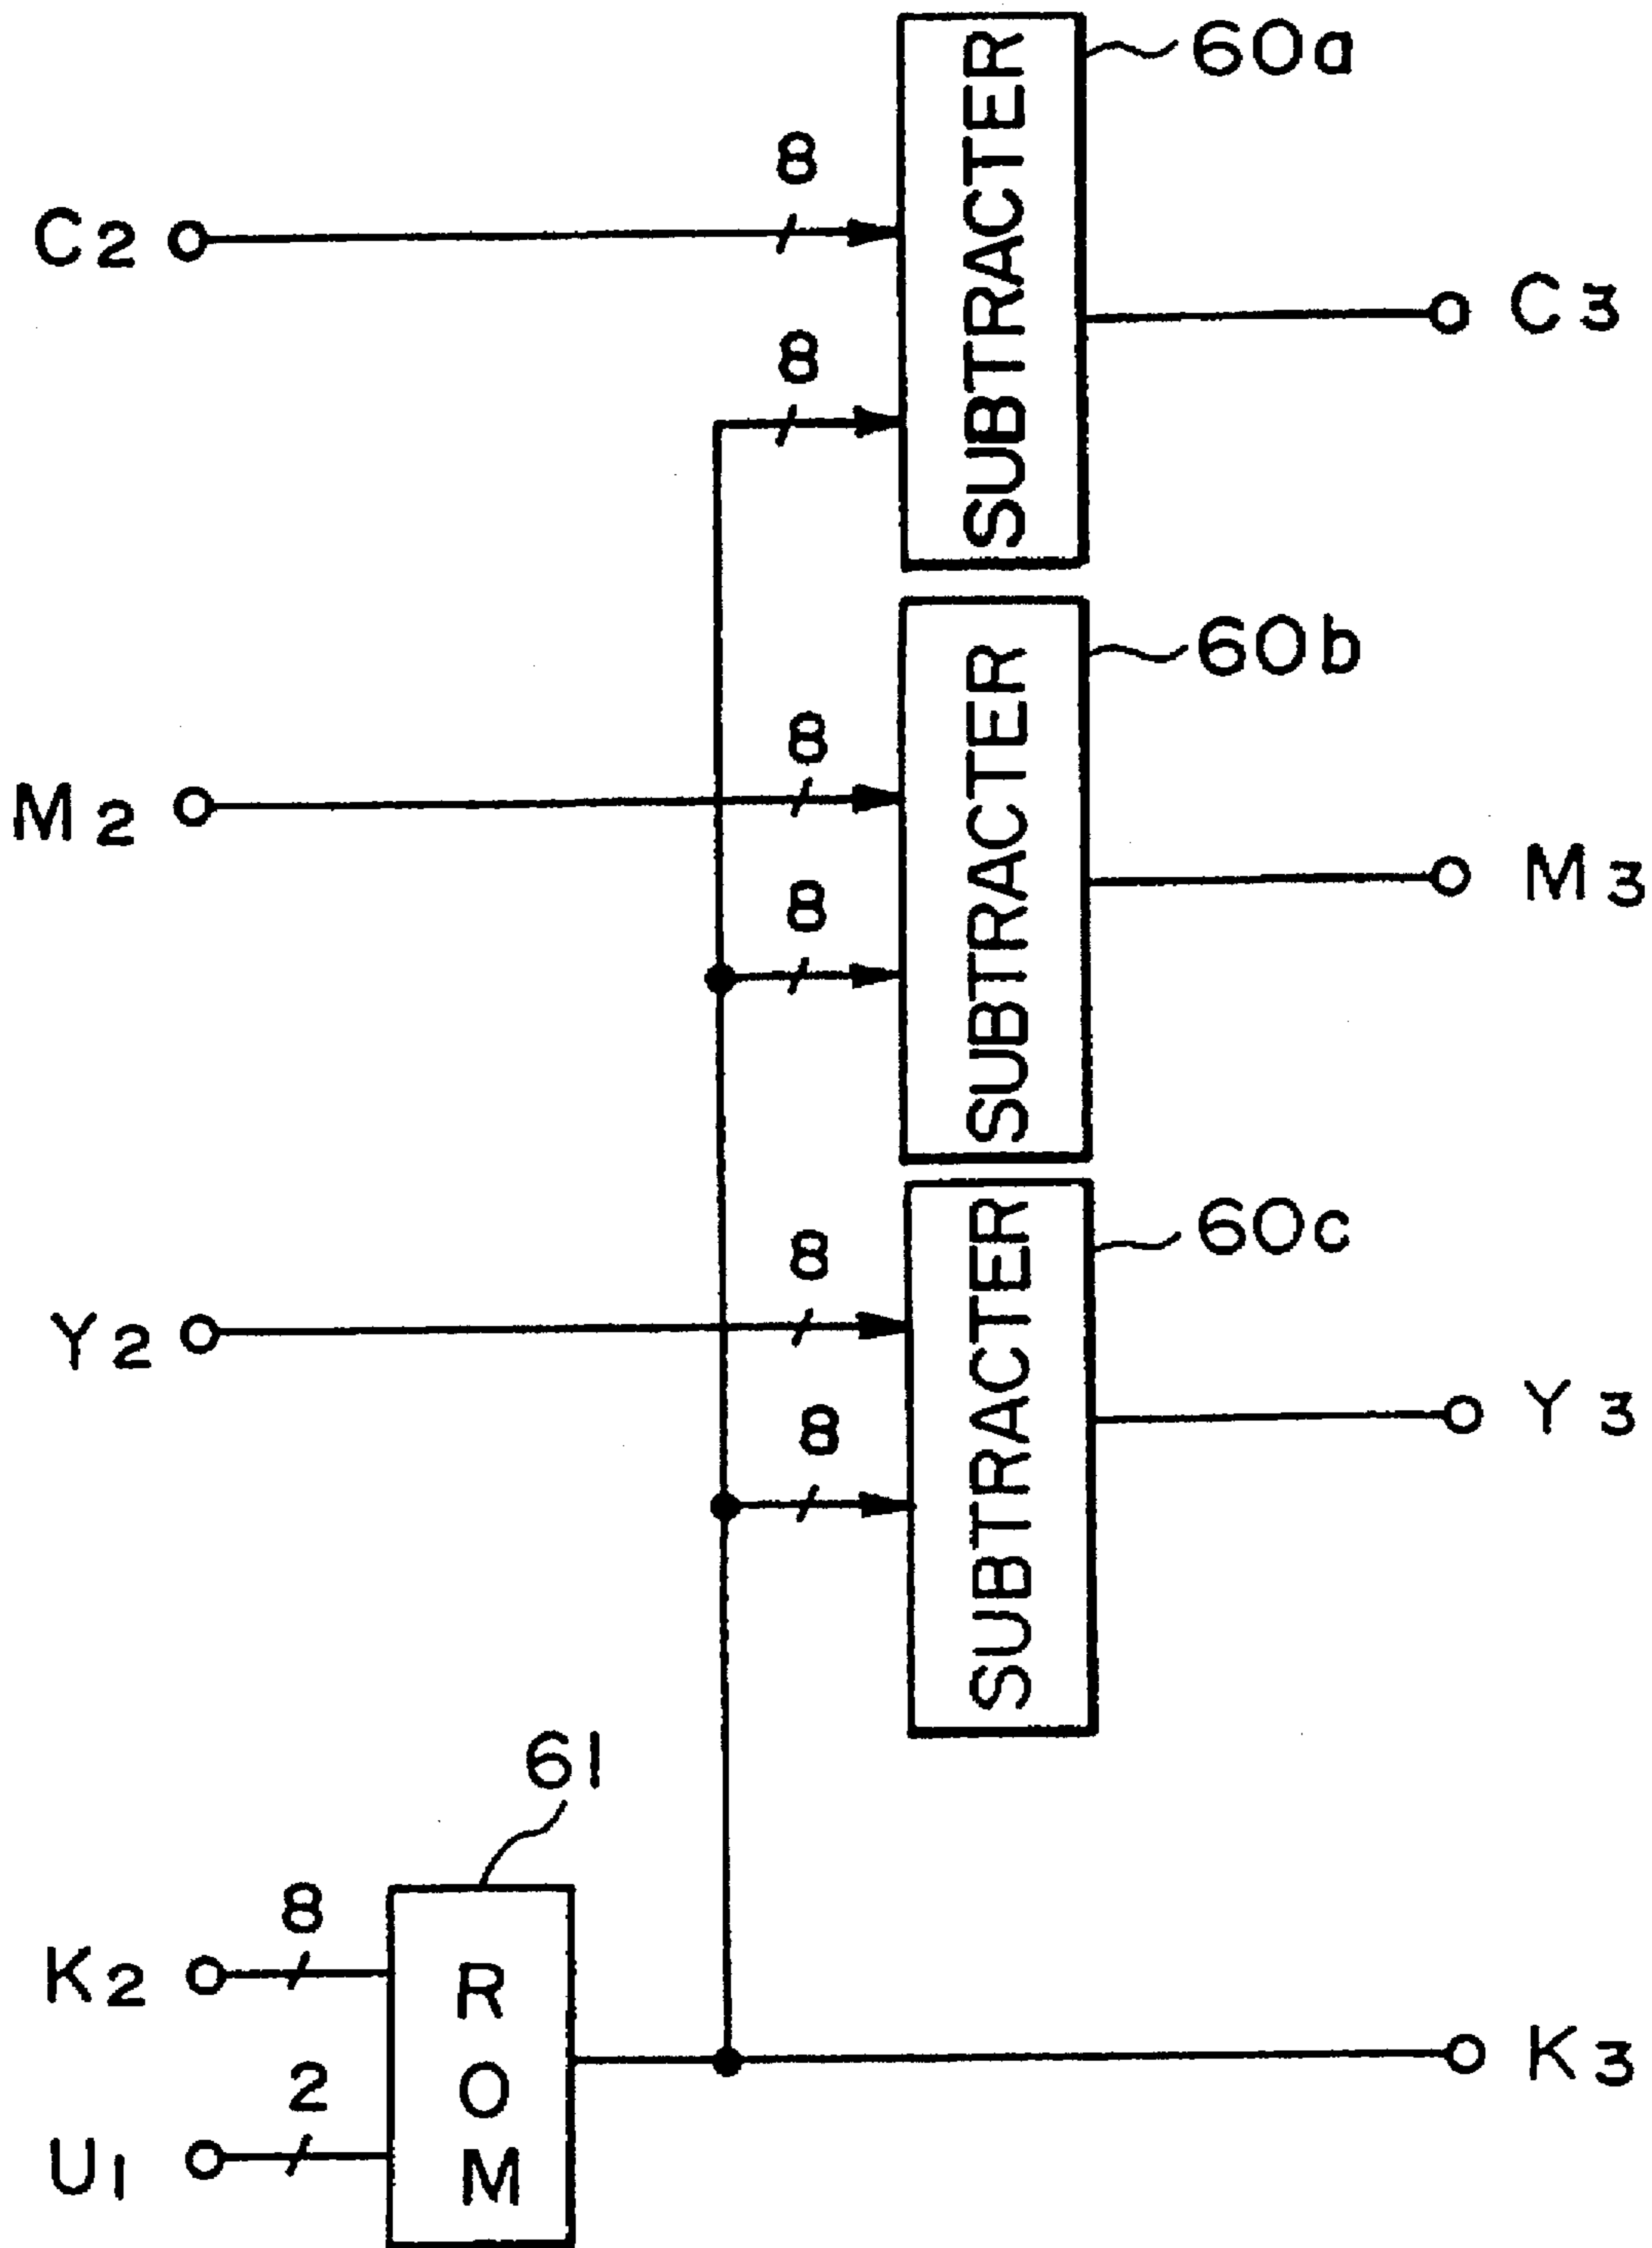 60a
SUBTRACTER
8
C2
8
C3
60b
SUBTRACTER
8
M2
8
M3
60c
SUBTRACTER
8
Y2
8
Y3
61
8
K2
ROM
K3
2
U1